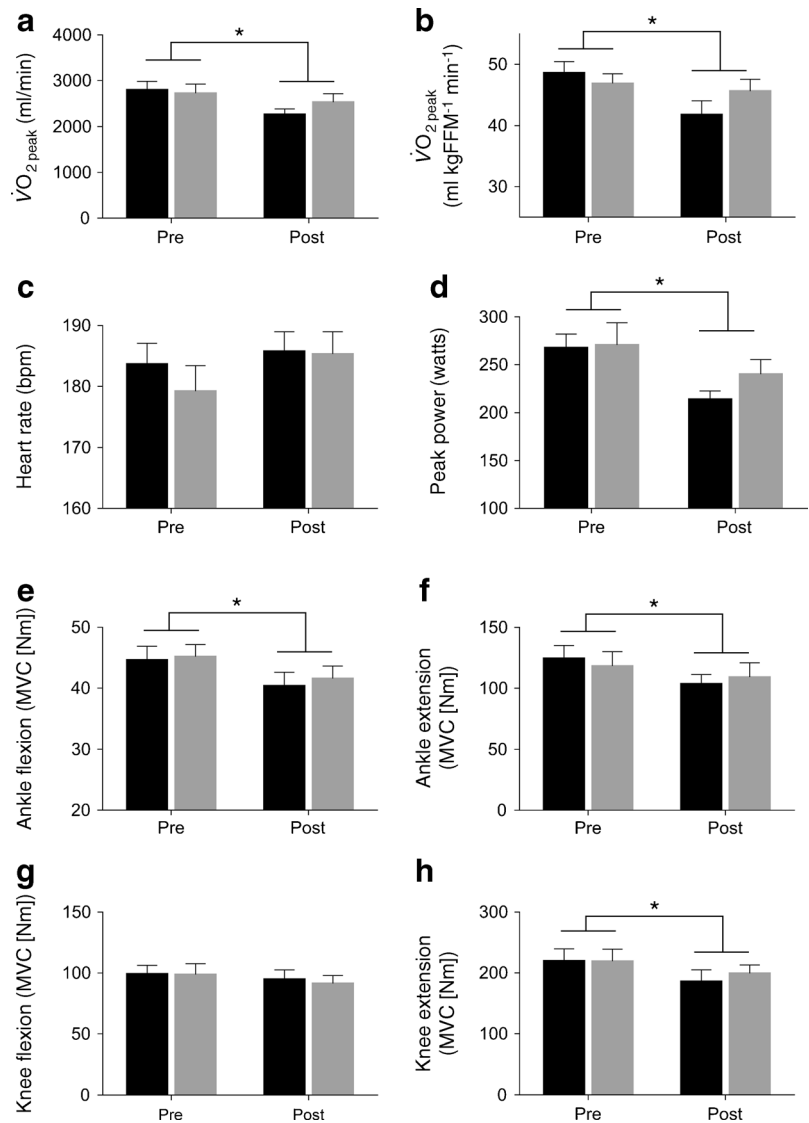 a
V̇O2 peak (ml/min)
4000
3000
2000
1000
0
*
Pre
Post
b
V̇O2 peak
(ml kgFFM-1 min-1)
50
40
30
*
Pre
Post
c
Heart rate (bpm)
190
180
170
160
Pre
Post
d
Peak power (watts)
300
250
200
150
100
*
Pre
Post
e
Ankle flexion (MVC [Nm])
50
40
30
20
*
Pre
Post
f
Ankle extension
(MVC [Nm])
150
100
50
0
*
Pre
Post
g
Knee flexion (MVC [Nm])
150
100
50
0
Pre
Post
h
Knee extension
(MVC [Nm])
300
200
100
0
*
Pre
Post